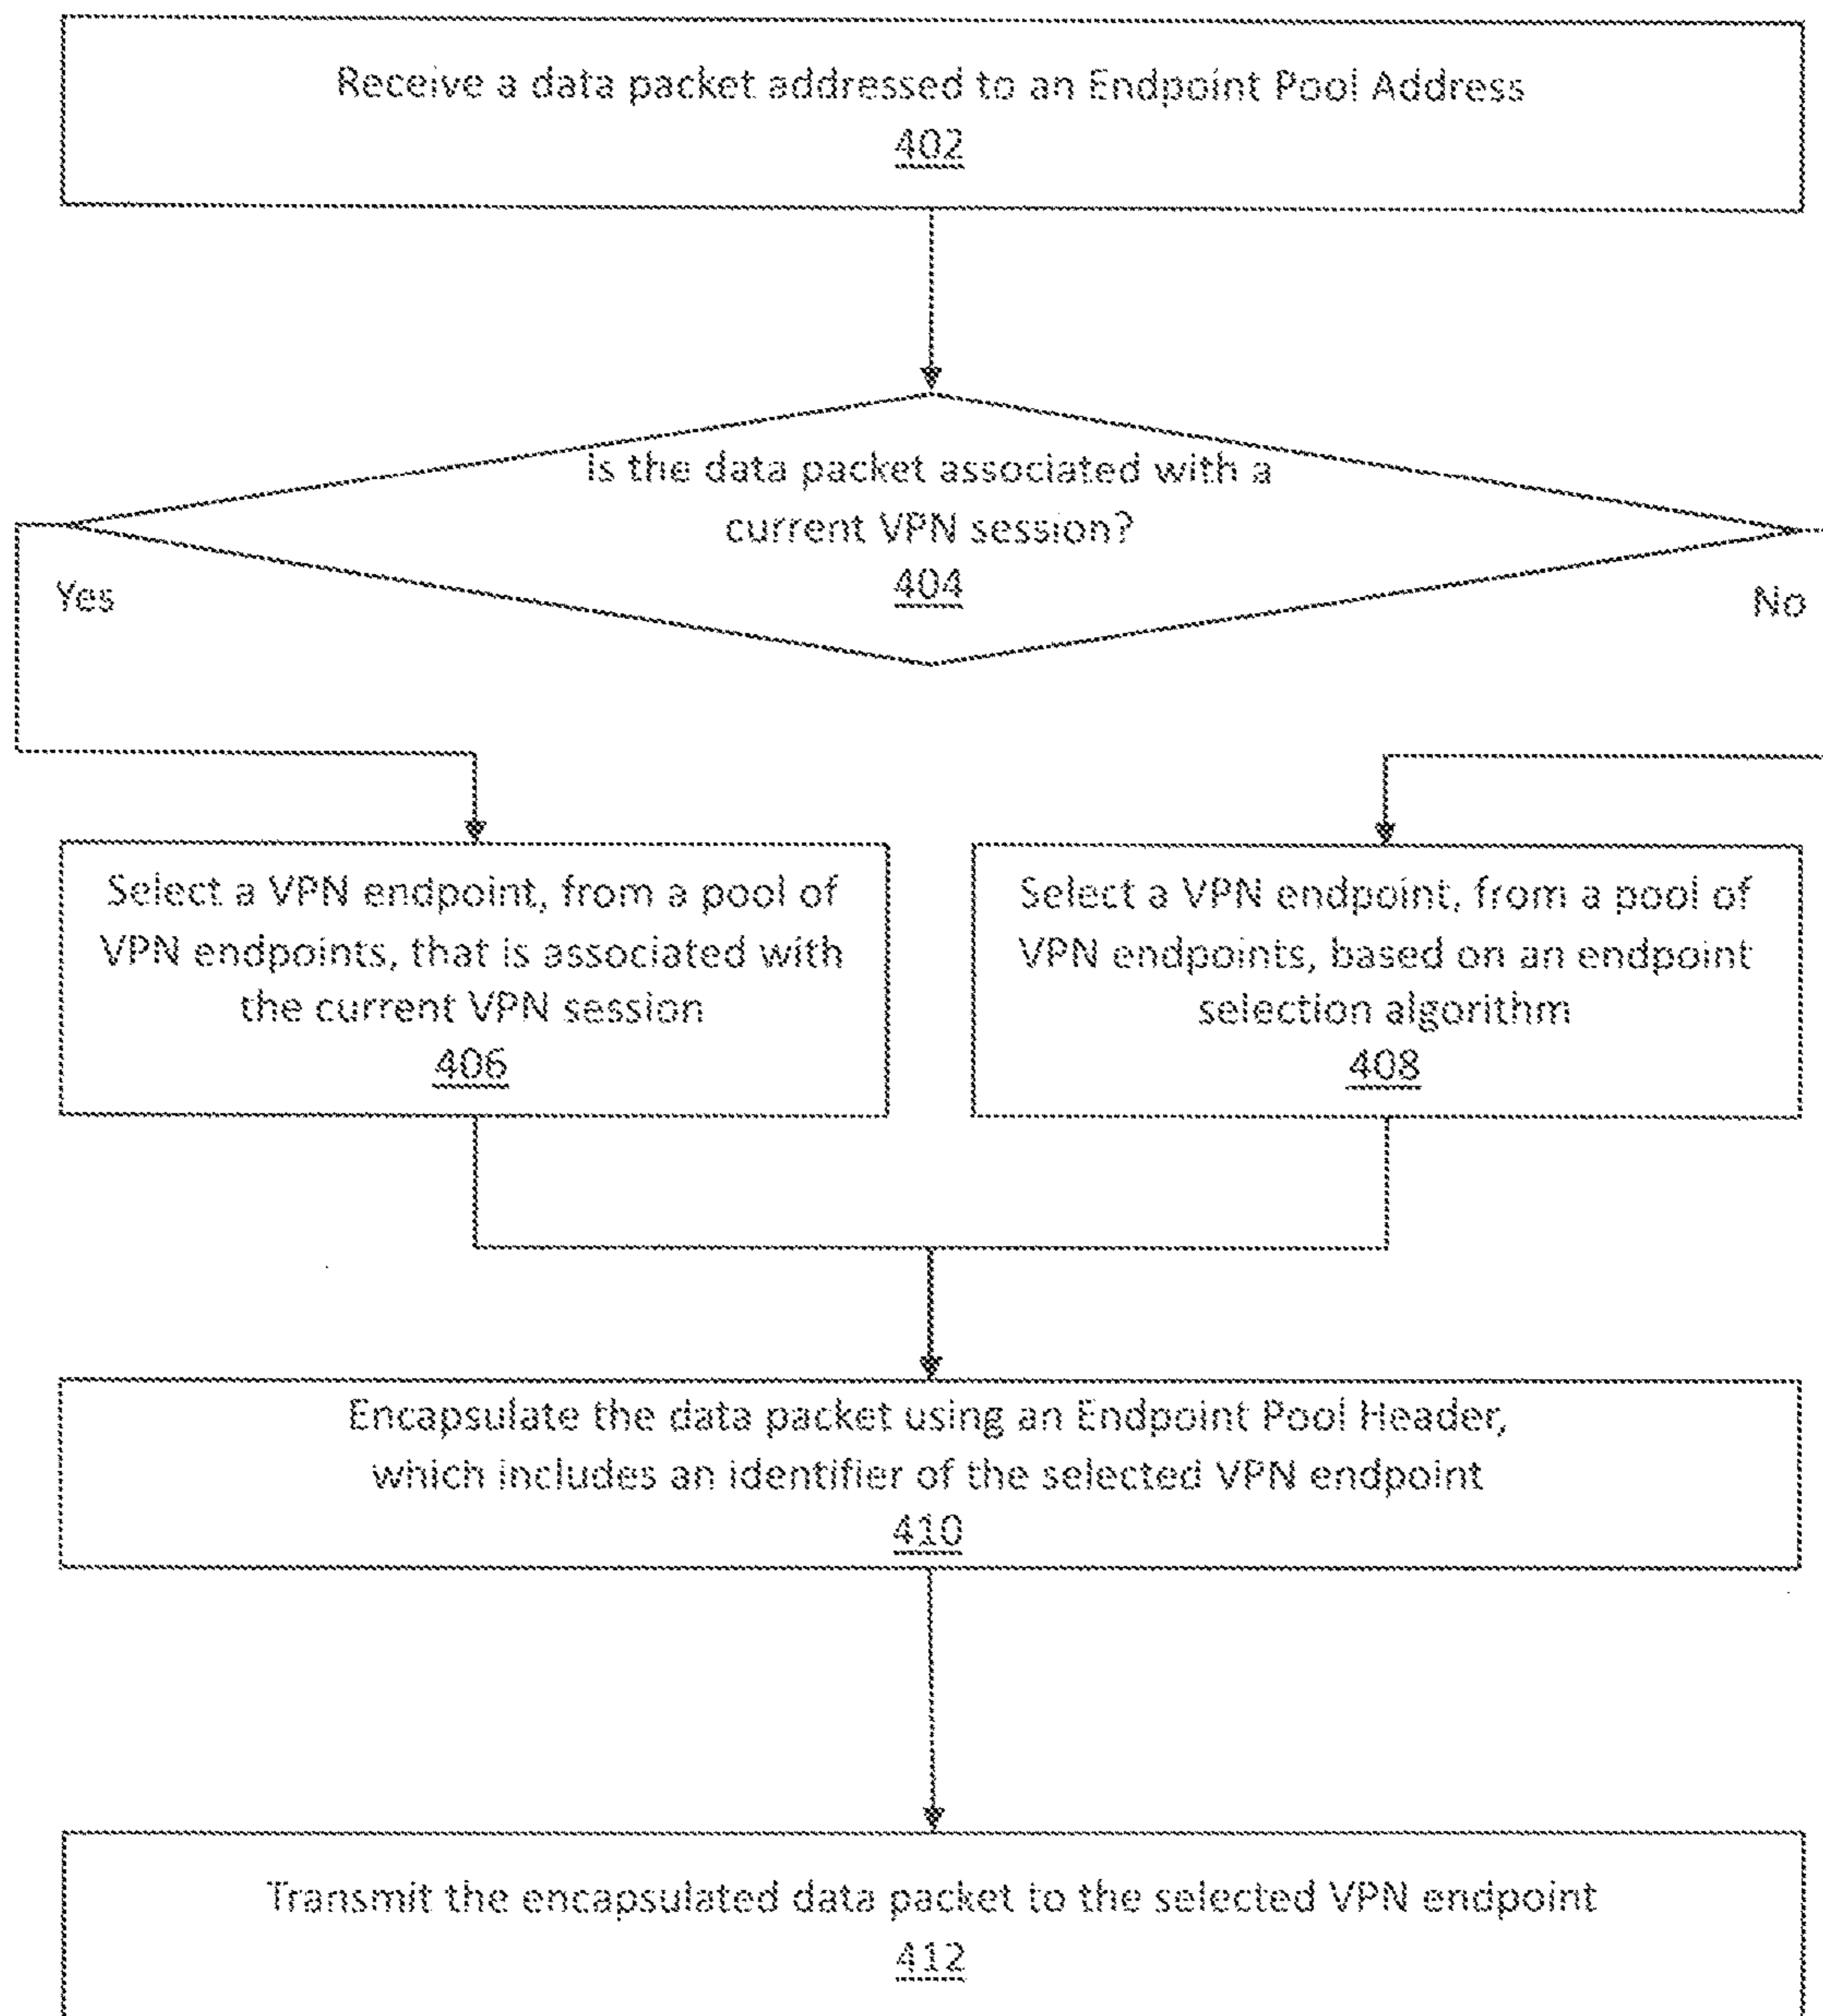 Receive a data packet addressed to an Endpoint Pool Address
402
Is the data packet associated with a
current VPN session?
404
Yes
No
Select a VPN endpoint, from a pool of
VPN endpoints, that is associated with
the current VPN session
406
Select a VPN endpoint, from a pool of
VPN endpoints, based on an endpoint
selection algorithm
408
Encapsulate the data packet using an Endpoint Pool Header,
which includes an identifier of the selected VPN endpoint
410
Transmit the encapsulated data packet to the selected VPN endpoint
412